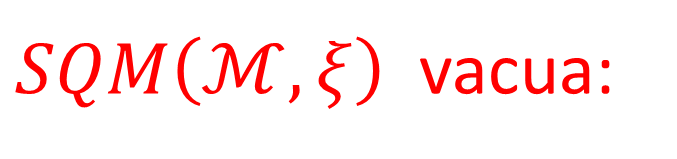 𝑆𝑄𝑀(ℳ, 𝜉) vacua: